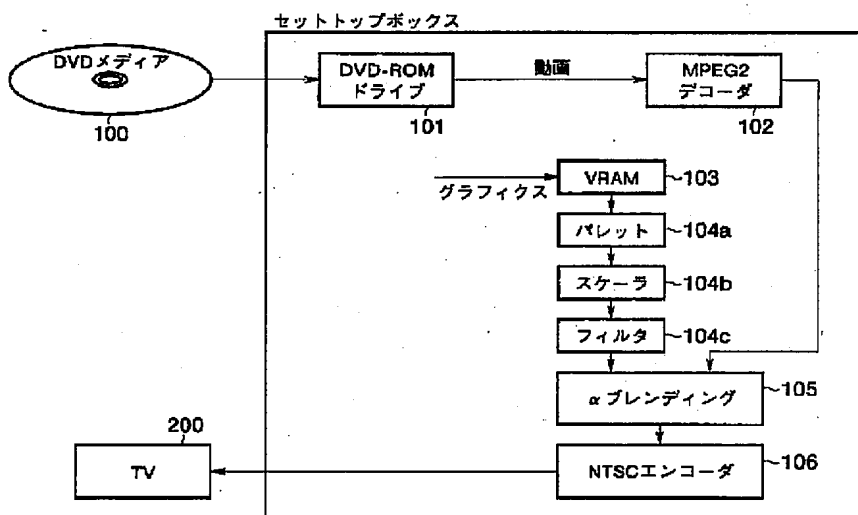 セットトップボックス
DVDメディア
100
DVD-ROM
ドライブ
101
動画
MPEG2
デコーダ
102
グラフィクス
VRAM
103
パレット
104a
スケーラ
104b
フィルタ
104c
αブレンディング
105
200
TV
NTSCエンコーダ
106